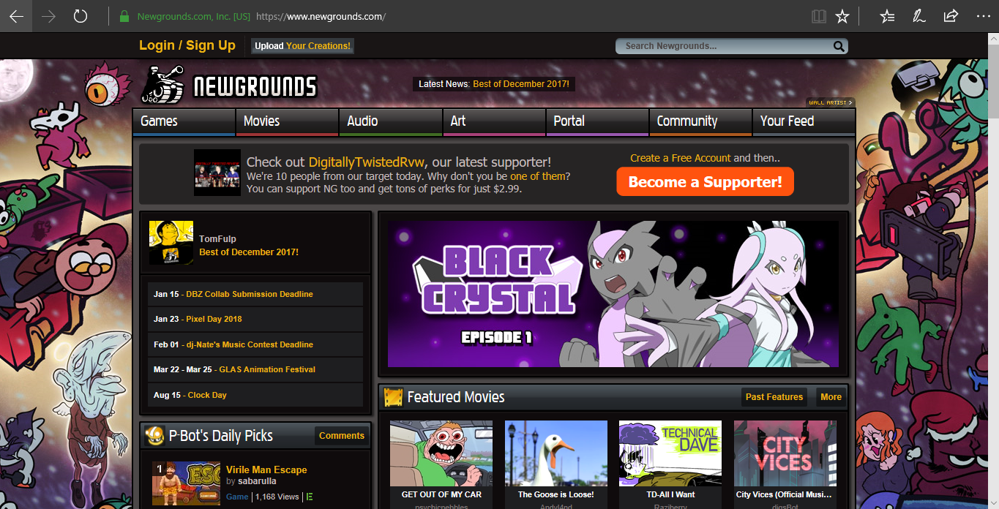 Newgrounds.com, Inc. [US] https://www.newgrounds.com/
Login / Sign Up
Upload Your Creations!
Search Newgrounds...
NEWGROUNDS
Latest News: Best of December 2017!
WALL ARTIST >
Games
Movies
Audio
Art
Portal
Community
Your Feed
Check out DigitallyTwistedRvw, our latest supporter!
We're 10 people from our target today. Why don't you be one of them?
You can support NG too and get tons of perks for just $2.99.
Create a Free Account and then..
Become a Supporter!
TomFulp
Best of December 2017!
Jan 15 - DBZ Collab Submission Deadline
Jan 23 - Pixel Day 2018
Feb 01 - dj-Nate's Music Contest Deadline
Mar 22 - Mar 25 - GLAS Animation Festival
Aug 15 - Clock Day
BLACK
CRYSTAL
EPISODE 1
Featured Movies
Past Features
More
P-Bot's Daily Picks
Comments
1
Virile Man Escape
by sabarulla
Game | 1,168 Views | E
TECHNICAL
DAVE
CITY
VICES
GET OUT OF MY CAR
The Goose is Loose!
TD-All I Want
City Vices (Official Musi...
psychicpebbles
Andyl4nd
Raziberry
digsBot